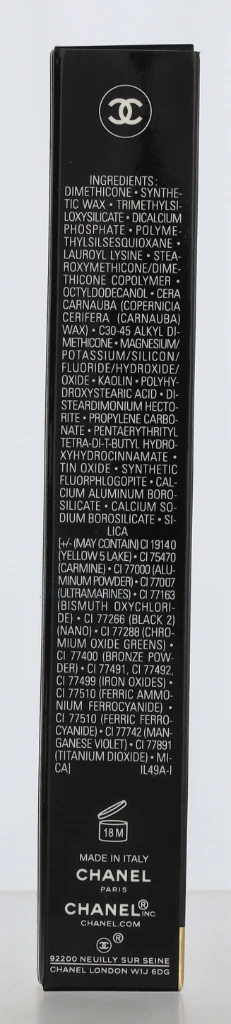 INGREDIENTS:
DIMETHICONE • SYNTHE-
TIC WAX • TRIMETHYLSI-
LOXYSILICATE • DICALCIUM
PHOSPHATE • POLYME-
THYLSILSESQUIOXANE •
LAUROYL LYSINE • STEA-
ROXYMETHICONE/DIME-
THICONE COPOLYMER •
OCTYLDODECANOL • CERA
CARNAUBA (COPERNICIA
CERIFERA (CARNAUBA)
WAX) • C30-45 ALKYL DI-
METHICONE • MAGNESIUM/
POTASSIUM/SILICON/
FLUORIDE/HYDROXIDE/
OXIDE • KAOLIN • POLYHY-
DROXYSTEARIC ACID • DI-
STEARDIMONIUM HECTO-
RITE • PROPYLENE CARBO-
NATE • PENTAERYTHRITYL
TETRA-DI-T-BUTYL HYDRO-
XYHYDROCINNAMATE •
TIN OXIDE • SYNTHETIC
FLUORPHLOGOPITE • CAL-
CIUM ALUMINUM BORO-
SILICATE • CALCIUM SO-
DIUM BOROSILICATE • SI-
LICA
[+/- (MAY CONTAIN) CI 19140
(YELLOW 5 LAKE) • CI 75470
(CARMINE) • CI 77000 (ALU-
MINUM POWDER) • CI 77007
(ULTRAMARINES) • CI 77163
(BISMUTH OXYCHLORI-
DE) • CI 77266 (BLACK 2)
(NANO) • CI 77288 (CHRO-
MIUM OXIDE GREENS) •
CI 77400 (BRONZE POW-
DER) • CI 77491, CI 77492,
CI 77499 (IRON OXIDES) •
CI 77510 (FERRIC AMMO-
NIUM FERROCYANIDE) •
CI 77510 (FERRIC FERRO-
CYANIDE) • CI 77742 (MAN-
GANESE VIOLET) • CI 77891
(TITANIUM DIOXIDE) • MI-
CA] IL49A-I
18 M
MADE IN ITALY
CHANEL
PARIS
CHANEL® INC.
CHANEL.COM
®
92200 NEUILLY SUR SEINE
CHANEL LONDON W1J 6DG